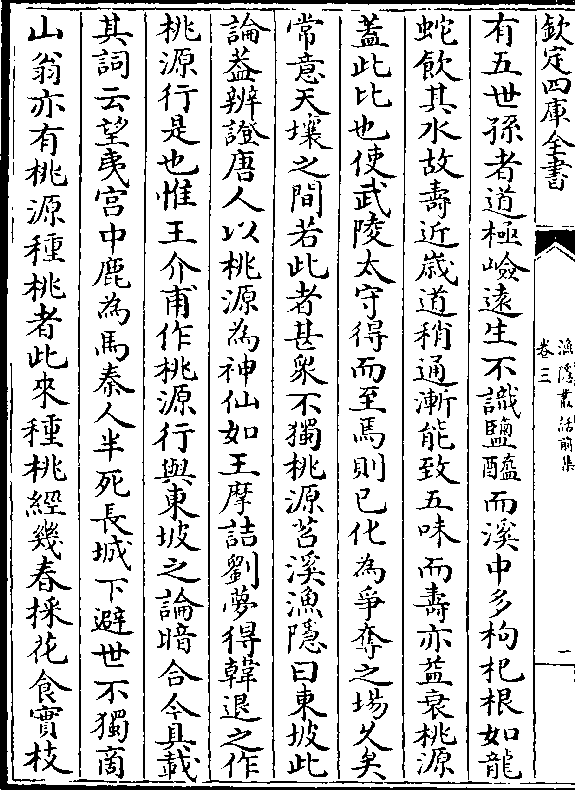 欽定四庫全書
漁隱叢話前集
卷三
一
有五世孫者道極嶮遠生不識鹽醯而溪中多枸杞根如龍
蛇飲其水故壽近歲道稍通漸能致五味而壽亦益衰桃源
蓋此比也使武陵太守得而至焉則已化為爭奪之場久矣
常意天壤之間若此者甚衆不獨桃源苕溪漁隱曰東坡此
論葢辨證唐人以桃源為神仙如王摩詰劉夢得韓退之作
桃源行是也惟王介甫作桃源行與東坡之論暗合今具載
其詞云望夷宮中鹿為馬秦人半死長城下避世不獨商
山翁亦有桃源種桃者此來種桃經幾春採花食實枝